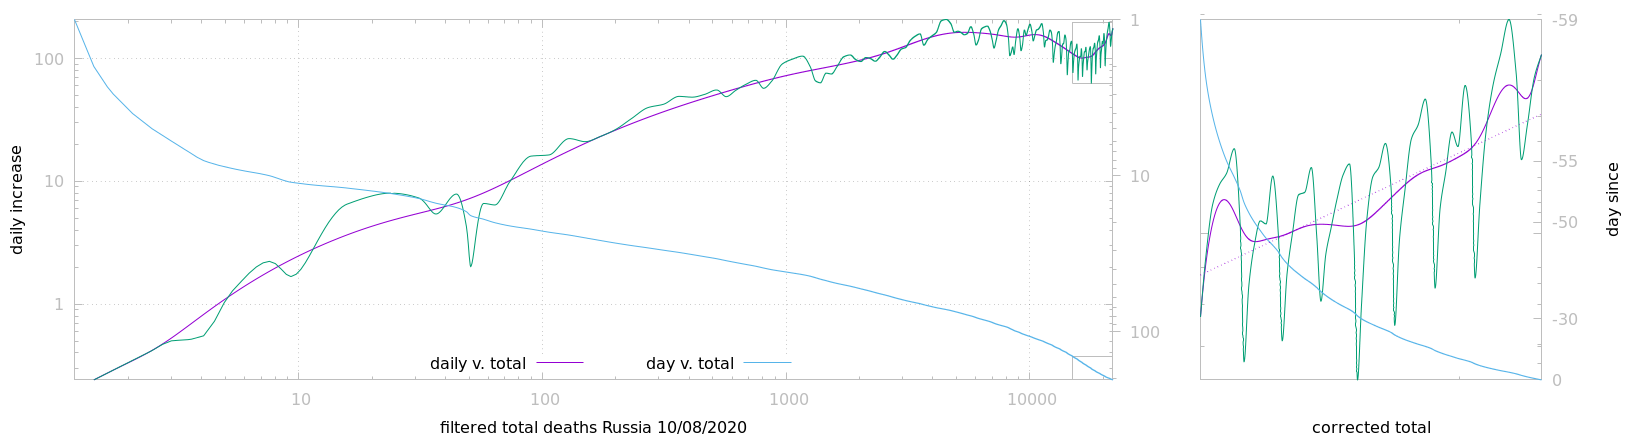 daily increase
100
10
1
10
100
1000
10000
1
10
100
daily v. total
day v. total
filtered total deaths Russia 10/08/2020
-59
-55
-50
-30
0
day since
corrected total